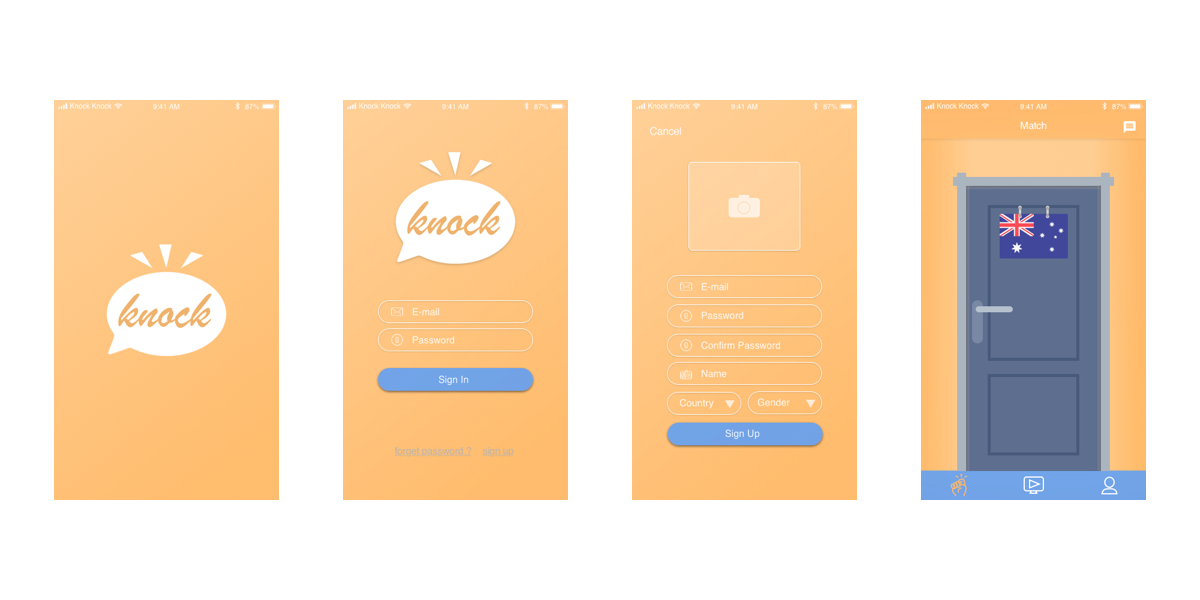 Knock Knock 9:41 AM 87%
knock
Knock Knock 9:41 AM 87%
knock
E-mail
Password
Sign In
forget password ? sign up
Knock Knock 9:41 AM 87%
Cancel
E-mail
Password
Confirm Password
Name
Country Gender
Sign Up
Knock Knock 9:41 AM 87%
Match